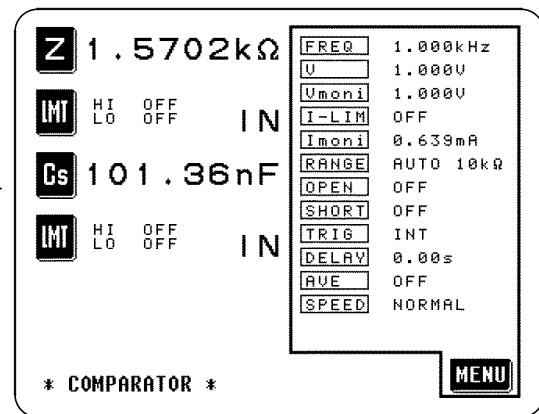 Z 1.5702kΩ
LMT HI OFF
LO OFF
IN
Cs 101.36nF
LMT HI OFF
LO OFF
IN
* COMPARATOR *
FREQ 1.000kHz
V 1.000V
Vmoni 1.000V
I-LIM OFF
Imoni 0.639mA
RANGE AUTO 10kΩ
OPEN OFF
SHORT OFF
TRIG INT
DELAY 0.00s
AVE OFF
SPEED NORMAL
MENU